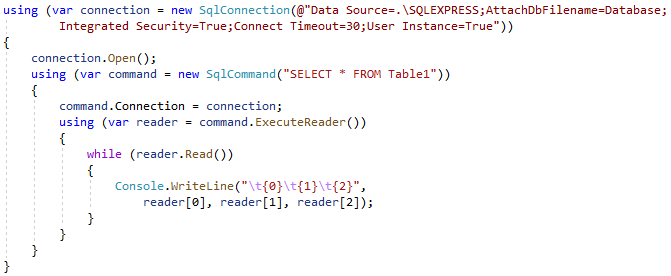 using (var connection = new SqlConnection(@"Data Source=.\SQLEXPRESS;AttachDbFilename=Database;
        Integrated Security=True;Connect Timeout=30;User Instance=True"))
{
    connection.Open();
    using (var command = new SqlCommand("SELECT * FROM Table1"))
    {
        command.Connection = connection;
        using (var reader = command.ExecuteReader())
        {
            while (reader.Read())
            {
                Console.WriteLine("\t{0}\t{1}\t{2}",
                    reader[0], reader[1], reader[2]);
            }
        }
    }
}